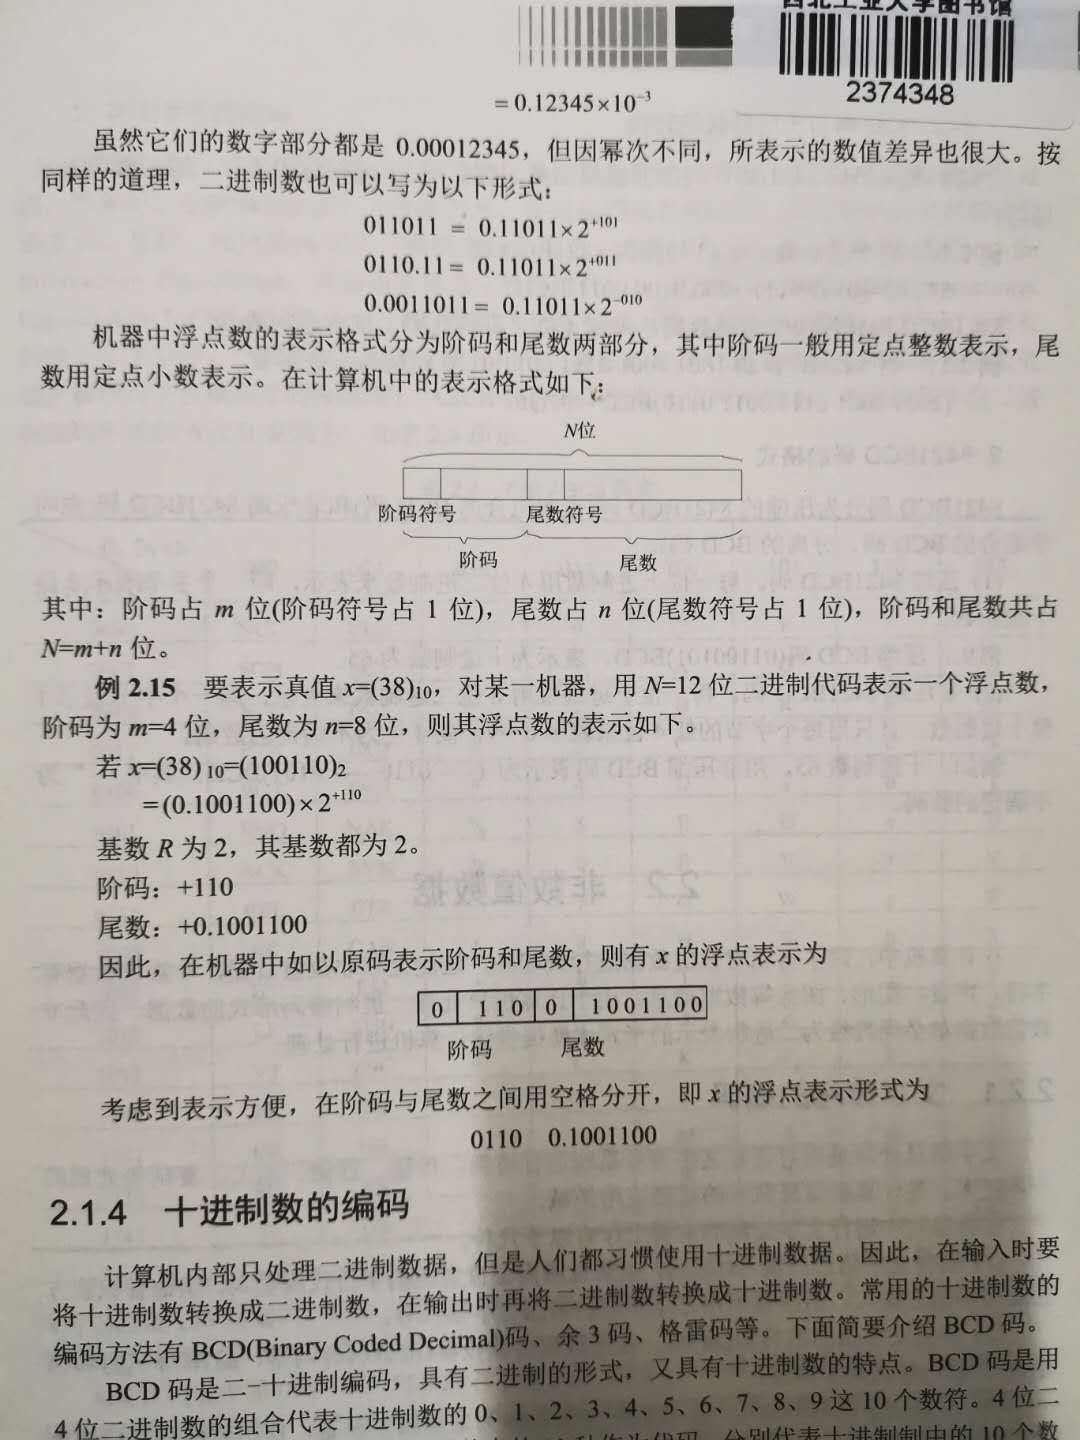 西北工业大学图书馆
2374348
= 0.12345×10⁻³
虽然它们的数字部分都是 0.00012345，但因幂次不同，所表示的数值差异也很大。按
同样的道理，二进制数也可以写为以下形式：
011011 = 0.11011×2⁺¹⁰¹
0110.11 = 0.11011×2⁺⁰¹¹
0.0011011 = 0.11011×2⁻⁰¹⁰
机器中浮点数的表示格式分为阶码和尾数两部分，其中阶码一般用定点整数表示，尾
数用定点小数表示。在计算机中的表示格式如下：
N位
阶码符号 尾数符号
阶码 尾数
其中：阶码占 m 位(阶码符号占 1 位)，尾数占 n 位(尾数符号占 1 位)，阶码和尾数共占
N=m+n 位。
例 2.15 要表示真值 x=(38)₁₀，对某一机器，用 N=12 位二进制代码表示一个浮点数，
阶码为 m=4 位，尾数为 n=8 位，则其浮点数的表示如下。
若 x=(38)₁₀=(100110)₂
=(0.1001100)×2⁺¹¹⁰
基数 R 为 2，其基数都为 2。
阶码：+110
尾数：+0.1001100
因此，在机器中如以原码表示阶码和尾数，则有 x 的浮点表示为
0 110 0 1001100
阶码 尾数
考虑到表示方便，在阶码与尾数之间用空格分开，即 x 的浮点表示形式为
0110 0.1001100
2.1.4 十进制数的编码
计算机内部只处理二进制数据，但是人们都习惯使用十进制数据。因此，在输入时要
将十进制数转换成二进制数，在输出时再将二进制数转换成十进制数。常用的十进制数的
编码方法有 BCD(Binary Coded Decimal)码、余 3 码、格雷码等。下面简要介绍 BCD 码。
BCD 码是二–十进制编码，具有二进制的形式，又具有十进制数的特点。BCD 码是用
4 位二进制数的组合代表十进制数的 0、1、2、3、4、5、6、7、8、9 这 10 个数符。4 位二
分别代表十进制制中的 10 个数